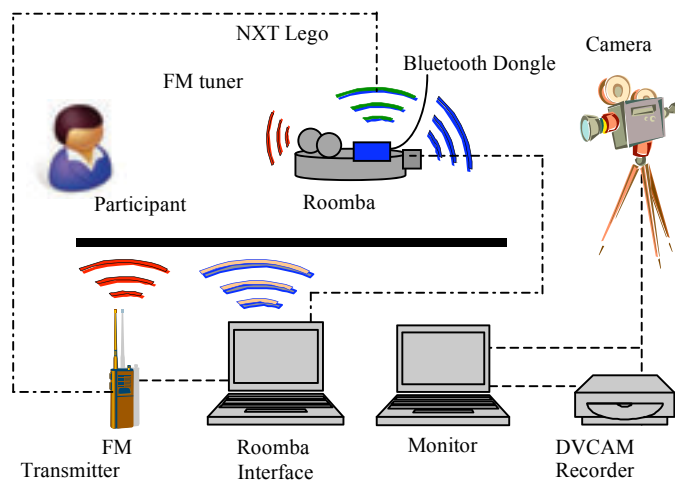 NXT Lego
Camera
Bluetooth Dongle
FM tuner
Participant
Roomba
FM
Transmitter
Roomba
Interface
Monitor
DVCAM
Recorder